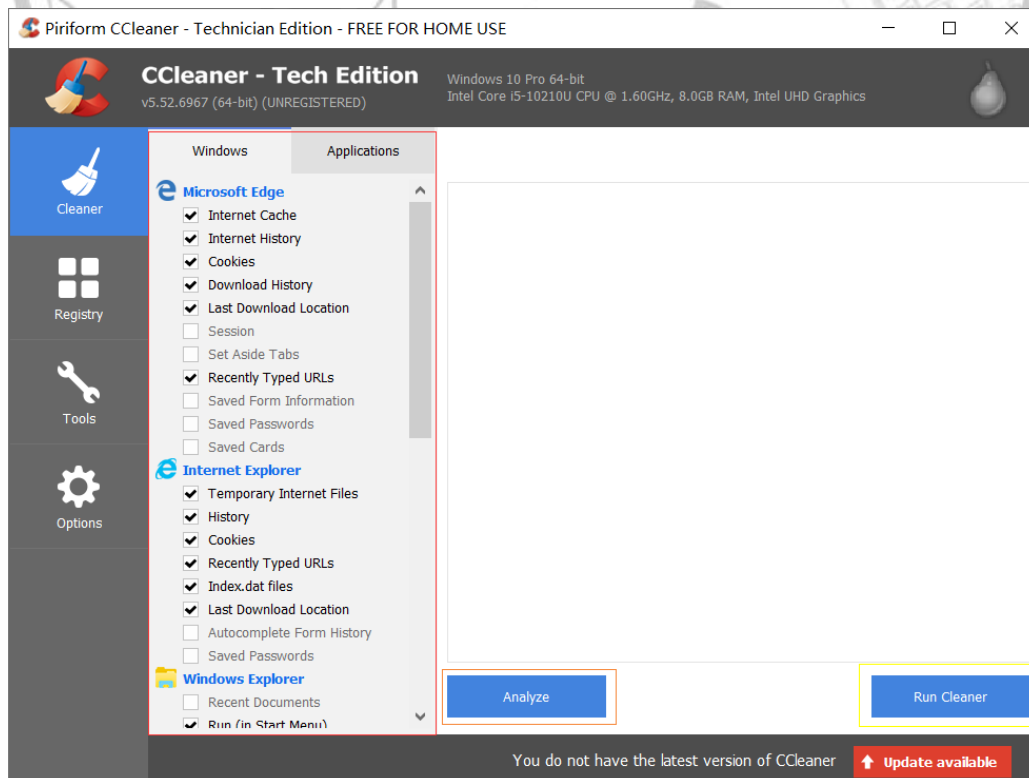 Piriform CCleaner - Technician Edition - FREE FOR HOME USE
CCleaner - Tech Edition
v5.52.6967 (64-bit) (UNREGISTERED)
Windows 10 Pro 64-bit
Intel Core i5-10210U CPU @ 1.60GHz, 8.0GB RAM, Intel UHD Graphics
Cleaner
Registry
Tools
Options
Windows
Applications
Microsoft Edge
Internet Cache
Internet History
Cookies
Download History
Last Download Location
Session
Set Aside Tabs
Recently Typed URLs
Saved Form Information
Saved Passwords
Saved Cards
Internet Explorer
Temporary Internet Files
History
Cookies
Recently Typed URLs
Index.dat files
Last Download Location
Autocomplete Form History
Saved Passwords
Windows Explorer
Recent Documents
Run (in Start Menu)
Analyze
Run Cleaner
You do not have the latest version of CCleaner
Update available